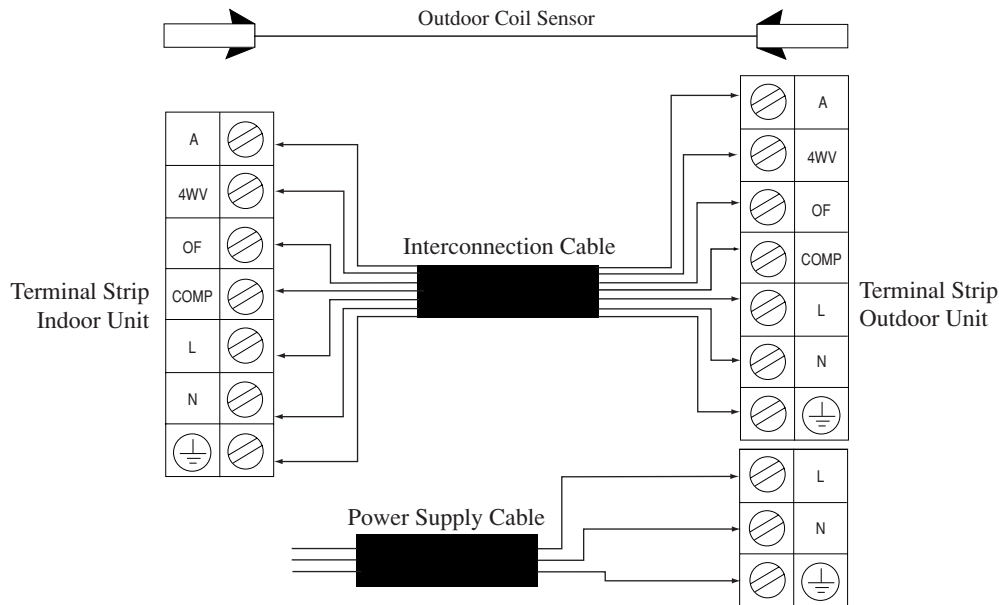 Outdoor Coil Sensor
A
4WV
OF
COMP
L
N
Terminal Strip
Indoor Unit
Interconnection Cable
A
4WV
OF
COMP
L
N
Terminal Strip
Outdoor Unit
Power Supply Cable
L
N